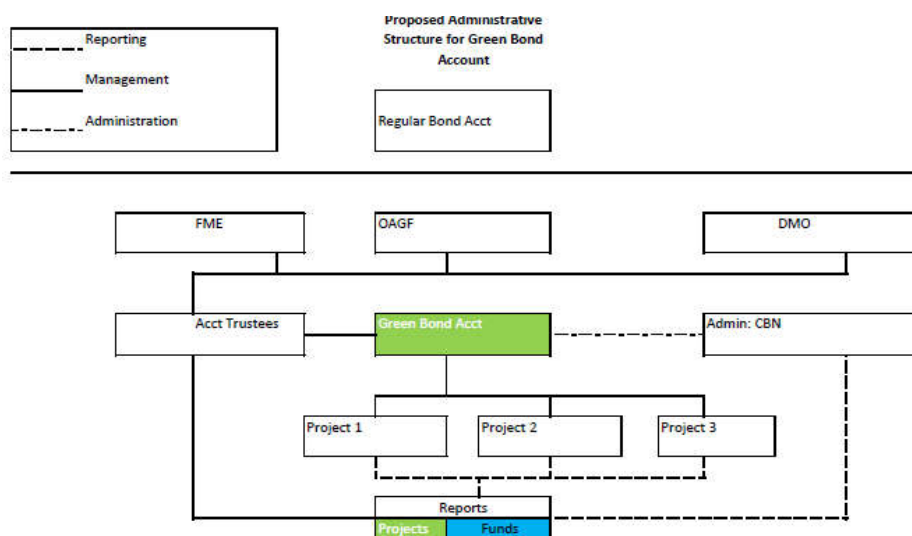 Proposed Administrative
Structure for Green Bond
Account
Reporting
Management
Administration
Regular Bond Acct
FME
OAGF
DMO
Acct Trustees
Green Bond Acct
Admin: CBN
Project 1
Project 2
Project 3
Reports
Projects
Funds